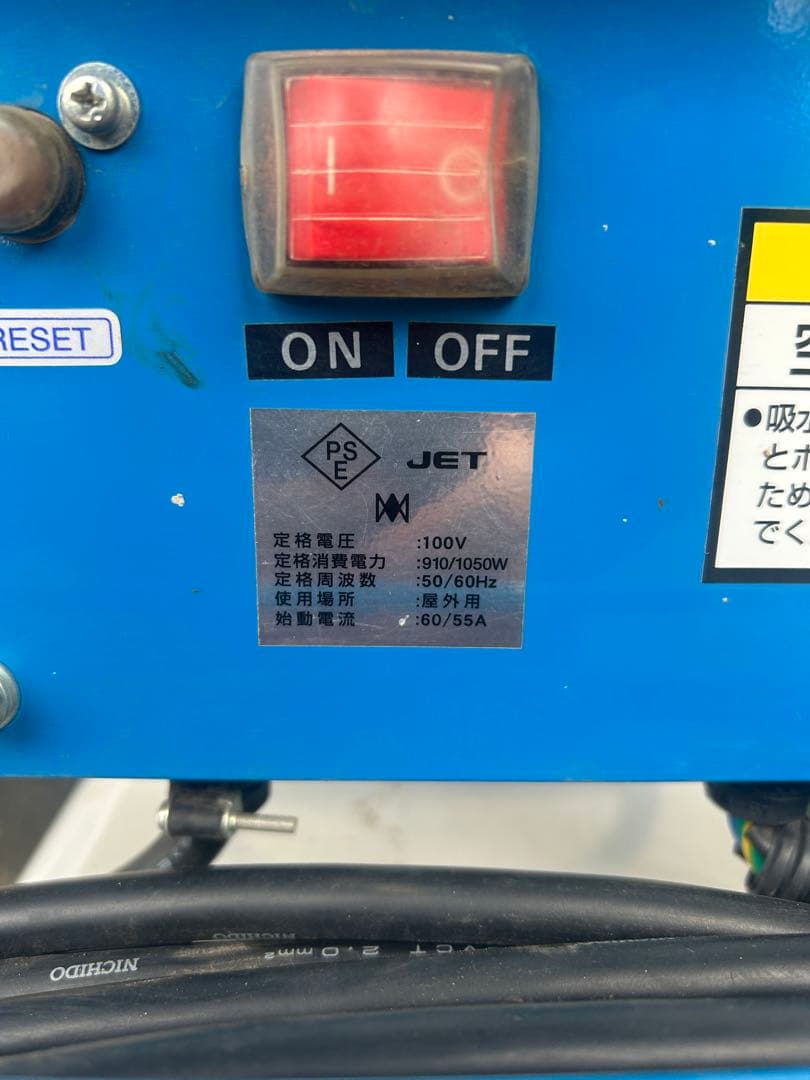 I O
RESET
ON OFF
PS
E
JET
定格電圧 :100V
定格消費電力 :910/1050W
定格周波数 :50/60Hz
使用場所 :屋外用
始動電流 :60/55A
●吸水
とホ
ため
でく
NICHIDO
VCT 2.0mm²
NICHIDO